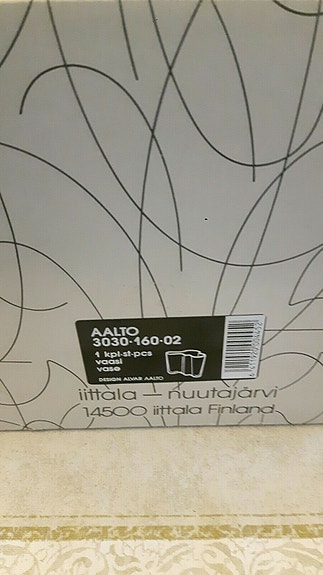 AALTO
3030-160-02
1 kpl-st-pcs
vaasi
vase
DESIGN ALVAR AALTO
iittala – nuutajärvi
14500 iittala Finland